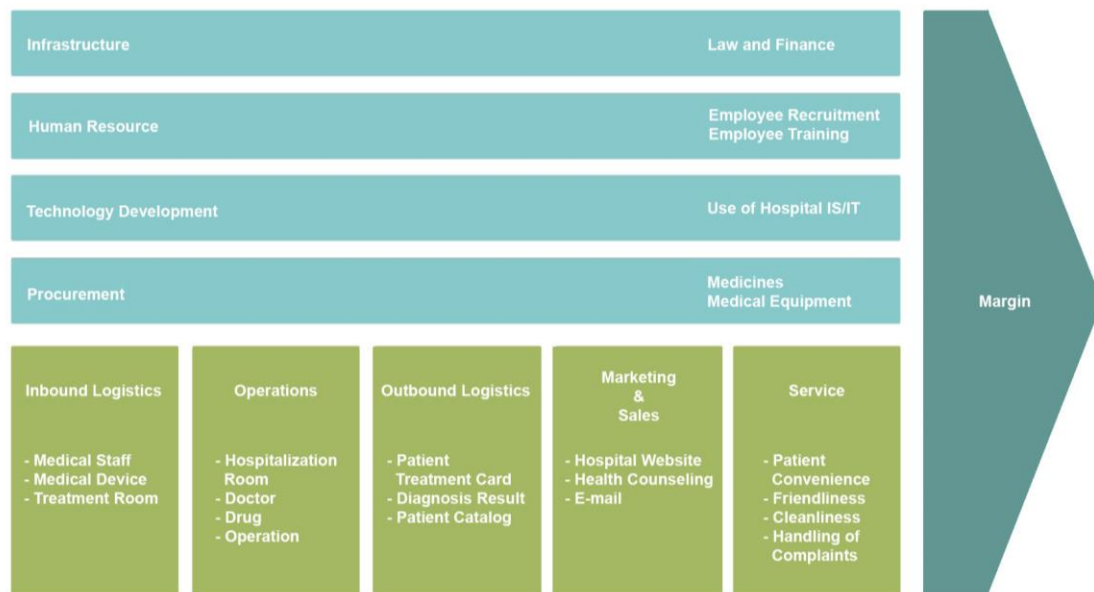 Infrastructure
Law and Finance
Human Resource
Employee Recruitment
Employee Training
Technology Development
Use of Hospital IS/IT
Procurement
Medicines
Medical Equipment
Margin
Inbound Logistics
- Medical Staff
- Medical Device
- Treatment Room
Operations
- Hospitalization
Room
- Doctor
- Drug
- Operation
Outbound Logistics
- Patient
Treatment Card
- Diagnosis Result
- Patient Catalog
Marketing
&
Sales
- Hospital Website
- Health Counseling
- E-mail
Service
- Patient
Convenience
- Friendliness
- Cleanliness
- Handling of
Complaints